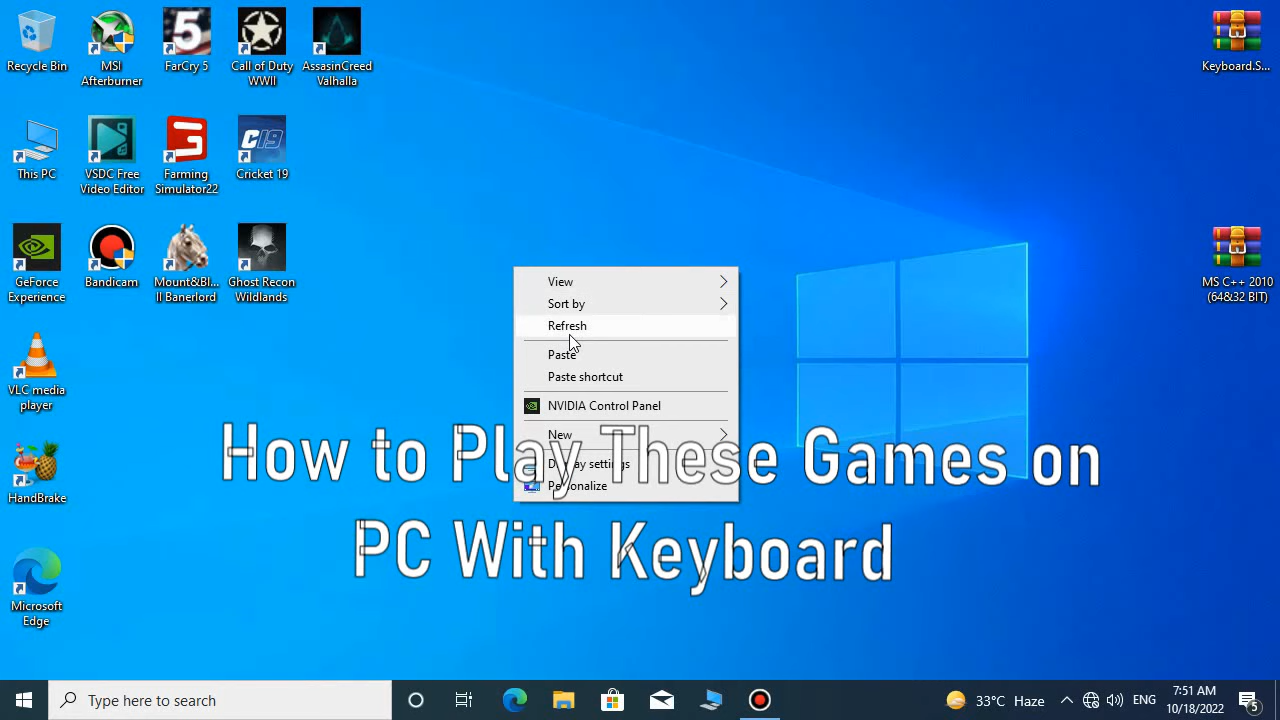 Recycle Bin
MSI
Afterburner
FarCry 5
Call of Duty
WWII
AssasinCreed
Valhalla
Keyboard.S...
This PC
VSDC Free
Video Editor
Farming
Simulator22
Cricket 19
GeForce
Experience
Bandicam
Mount&Bl...
II Banerlord
Ghost Recon
Wildlands
MS C++ 2010
(64&32 BIT)
VLC media
player
HandBrake
Microsoft
Edge
View
Sort by
Refresh
Paste
Paste shortcut
NVIDIA Control Panel
New
Display settings
Personalize
How to Play These Games on
PC With Keyboard
Type here to search
33°C Haze
ENG
7:51 AM
10/18/2022
5